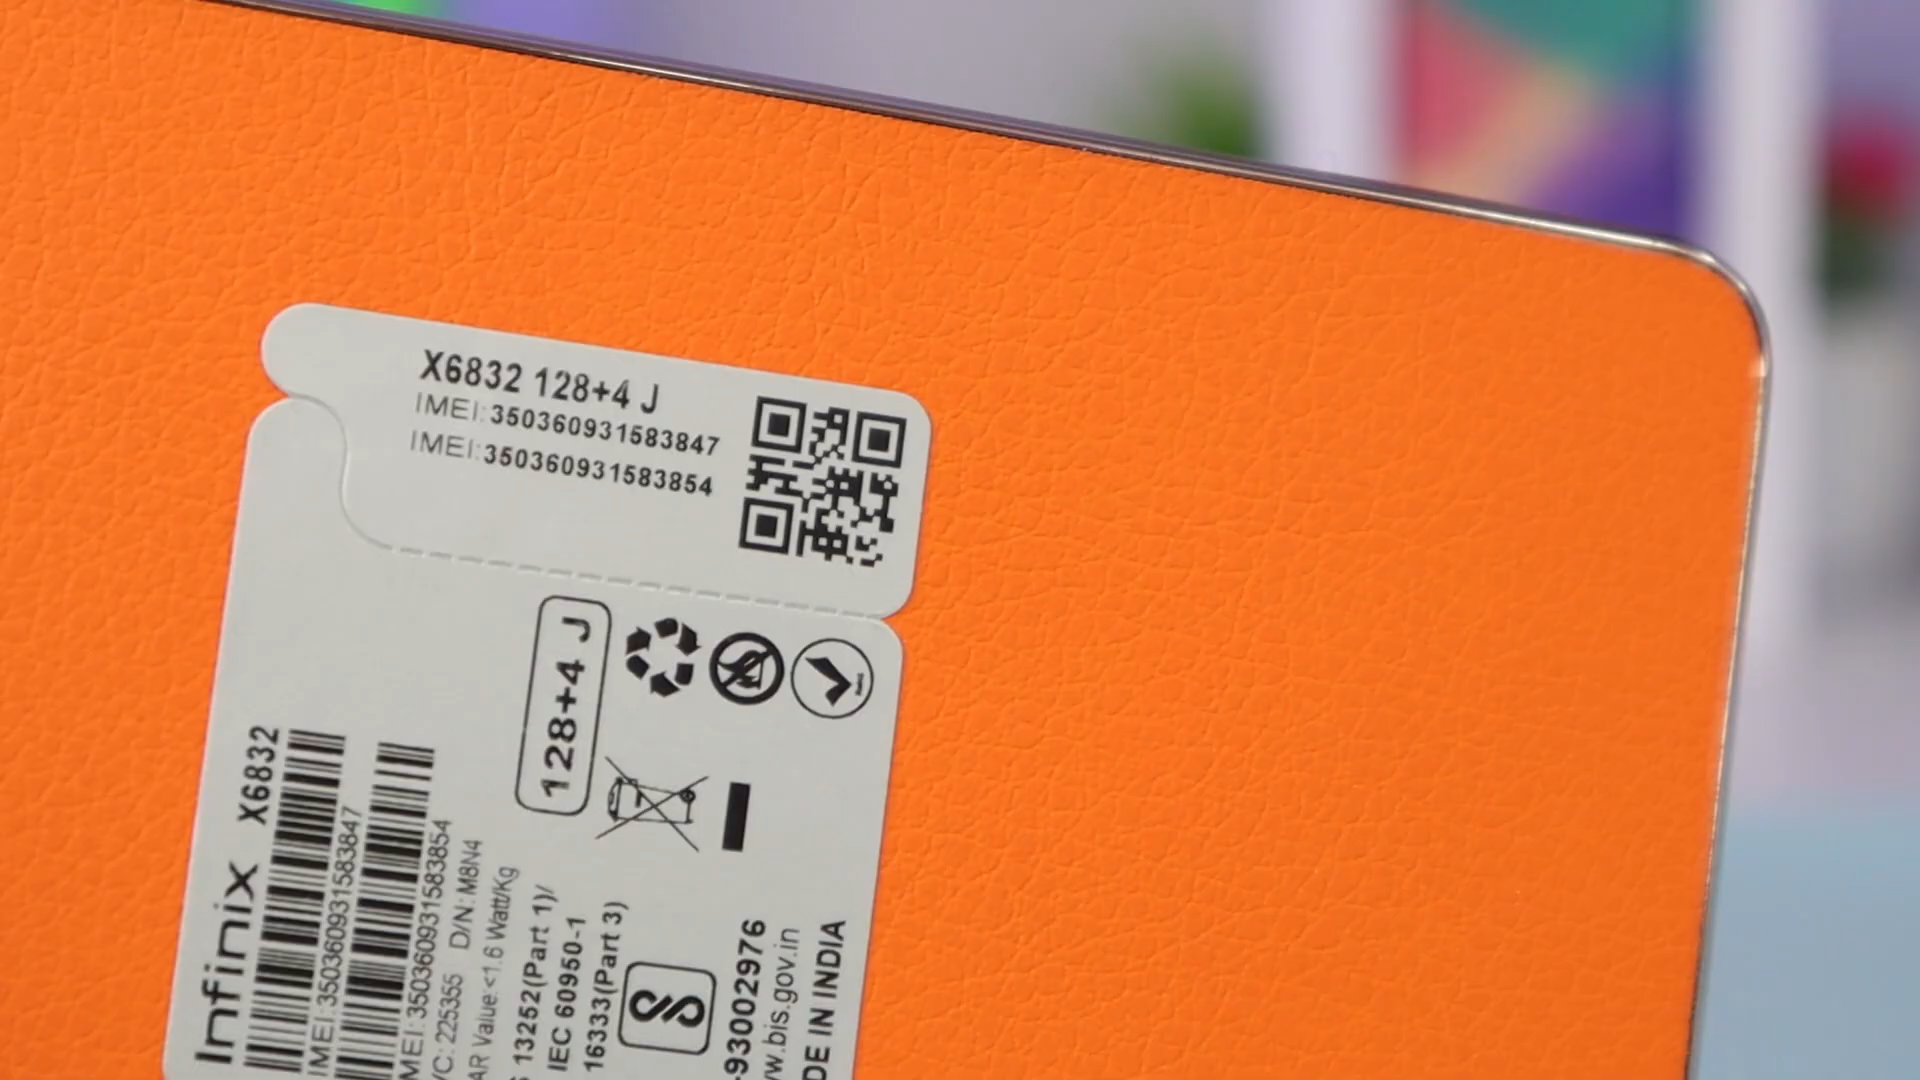 X6832 128+4 J
IMEI:350360931583847
IMEI:350360931583854
128+4 J
Infinix X6832
IMEI:350360931583847
MEI:350360931583854
VC: 225355 D/N: M8N4
AR Value:<1.6 Watt/Kg
13252(Part 1)/
IEC 60950-1
16333(Part 3)
-93002976
w.bis.gov.in
DE IN INDIA